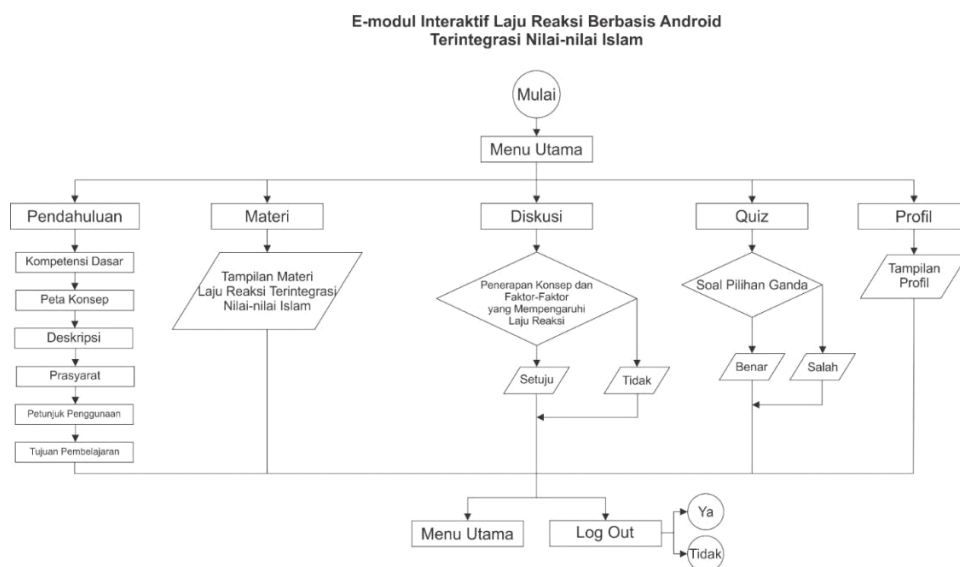 E-modul Interaktif Laju Reaksi Berbasis Android
Terintegrasi Nilai-nilai Islam
Mulai
Menu Utama
Pendahuluan
Materi
Diskusi
Quiz
Profil
Kompetensi Dasar
Peta Konsep
Deskripsi
Prasyarat
Petunjuk Penggunaan
Tujuan Pembelajaran
Tampilan Materi
Laju Reaksi Terintegrasi
Nilai-nilai Islam
Penerapan Konsep dan
Faktor-Faktor
yang Mempengaruhi
Laju Reaksi
Setuju
Tidak
Soal Pilihan Ganda
Benar
Salah
Tampilan
Profil
Menu Utama
Log Out
Ya
Tidak